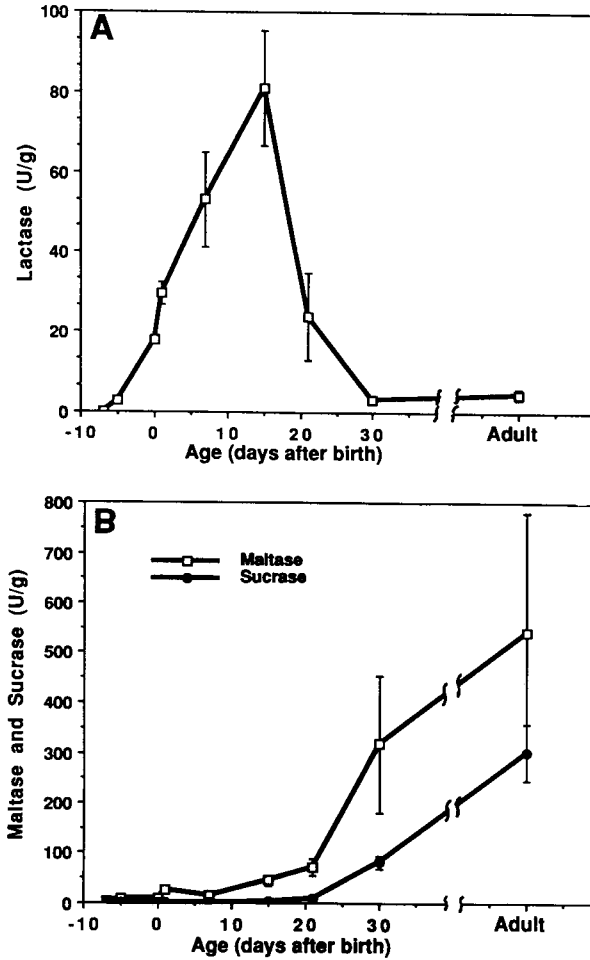 A
100
80
60
40
20
0
Lactase (U/g)
-10 0 10 20 30 Adult
Age (days after birth)
B
800
700
600
500
400
300
200
100
0
Maltase and Sucrase (U/g)
Maltase
Sucrase
-10 0 10 20 30 Adult
Age (days after birth)